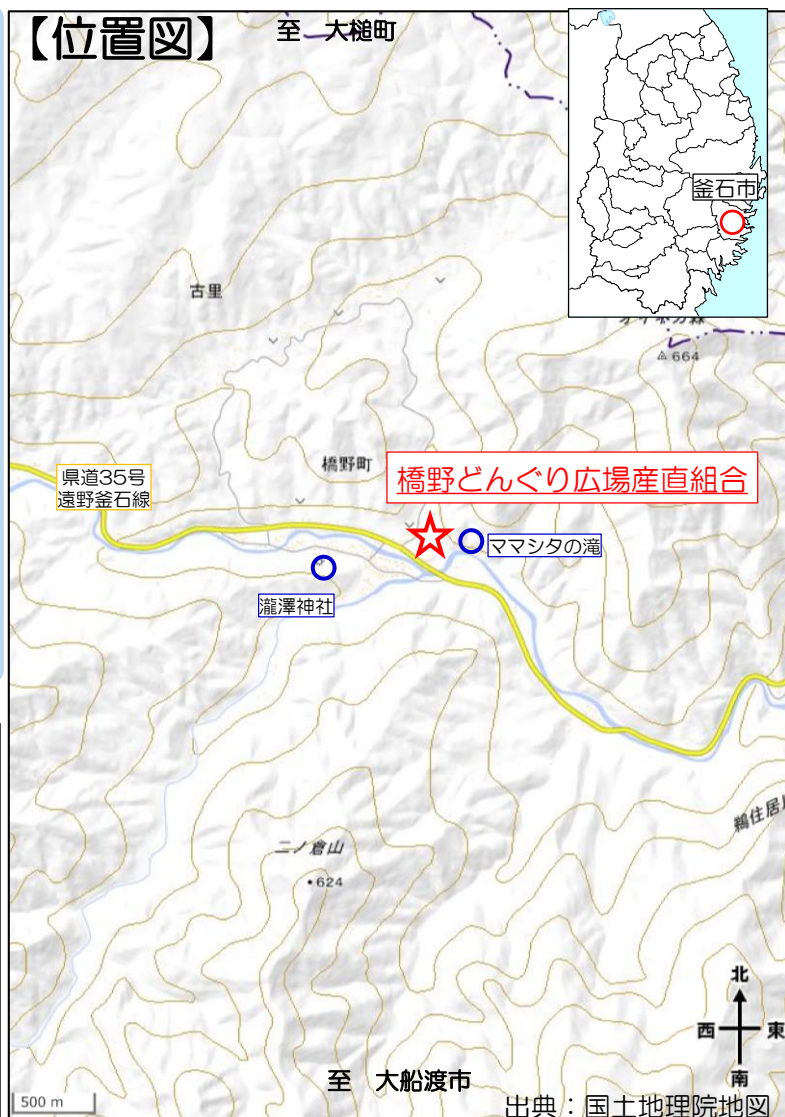 【位置図】
至 大槌町
釜石市
古里
664
橋野町
橋野どんぐり広場産直組合
県道35号
遠野釜石線
ママシタの滝
瀧澤神社
鵜住居
二ノ倉山
624
北
西
東
南
至 大船渡市
500 m
出典：国土地理院地図